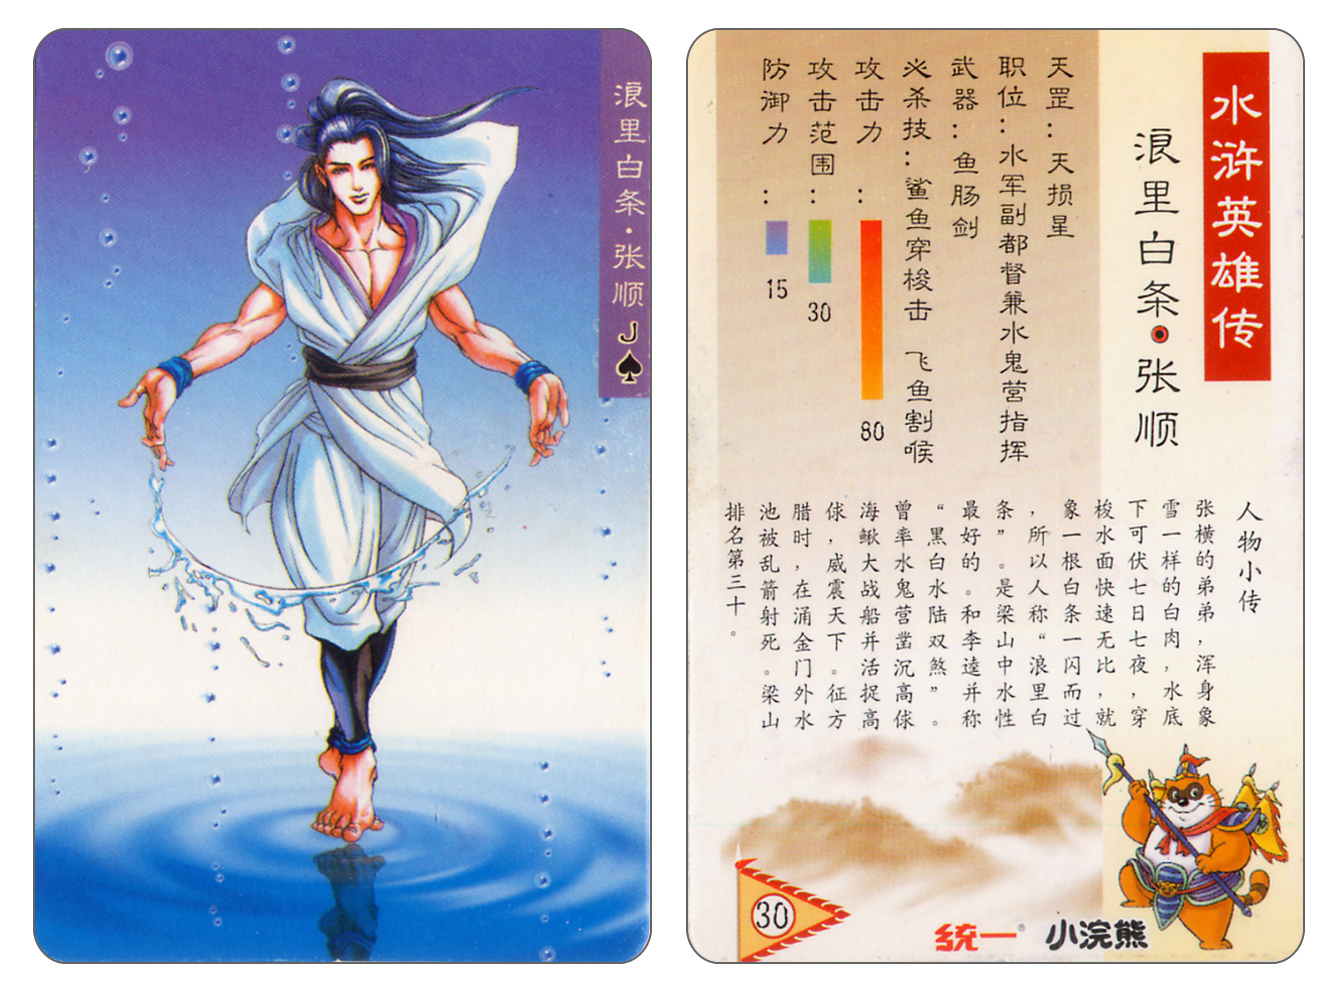 浪里白条·张顺
J
水浒英雄传
浪里白条·张顺
天罡：天损星
职位：水军副都督兼水鬼营指挥
武器：鱼肠剑
必杀技：鲨鱼穿梭击 飞鱼割喉
攻击力：
80
攻击范围：
30
防御力：
15
人物小传
张横的弟弟，浑身象
雪一样的白肉，水底
下可伏七日七夜，穿
梭水面快速无比，就
象一根白条一闪而过
，所以人称“浪里白
条”。是梁山中水性
最好的。和李逵并称
“黑白水陆双煞”。
曾率水鬼营凿沉高俅
海鳅大战船并活捉高
俅，威震天下。征方
腊时，在涌金门外水
池被乱箭射死。梁山
排名第三十。
30
统一® 小浣熊